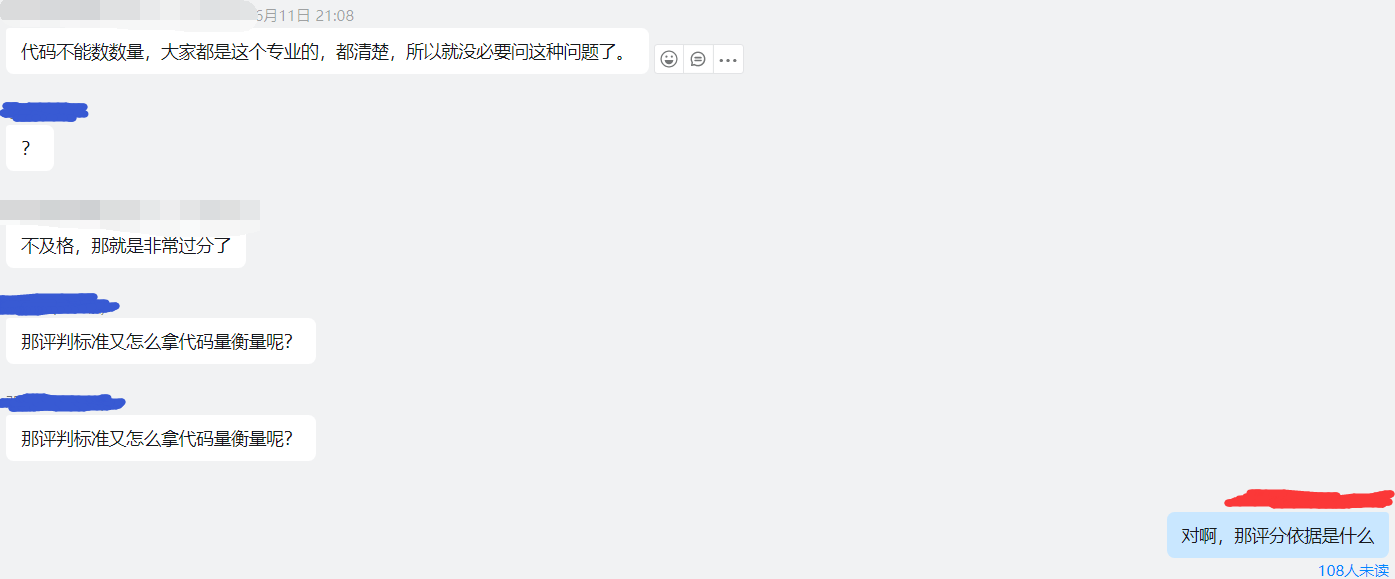 6月11日 21:08
代码不能数数量，大家都是这个专业的，都清楚，所以就没必要问这种问题了。
？
不及格，那就是非常过分了
那评判标准又怎么拿代码量衡量呢？
那评判标准又怎么拿代码量衡量呢？
对啊，那评分依据是什么
108人未读